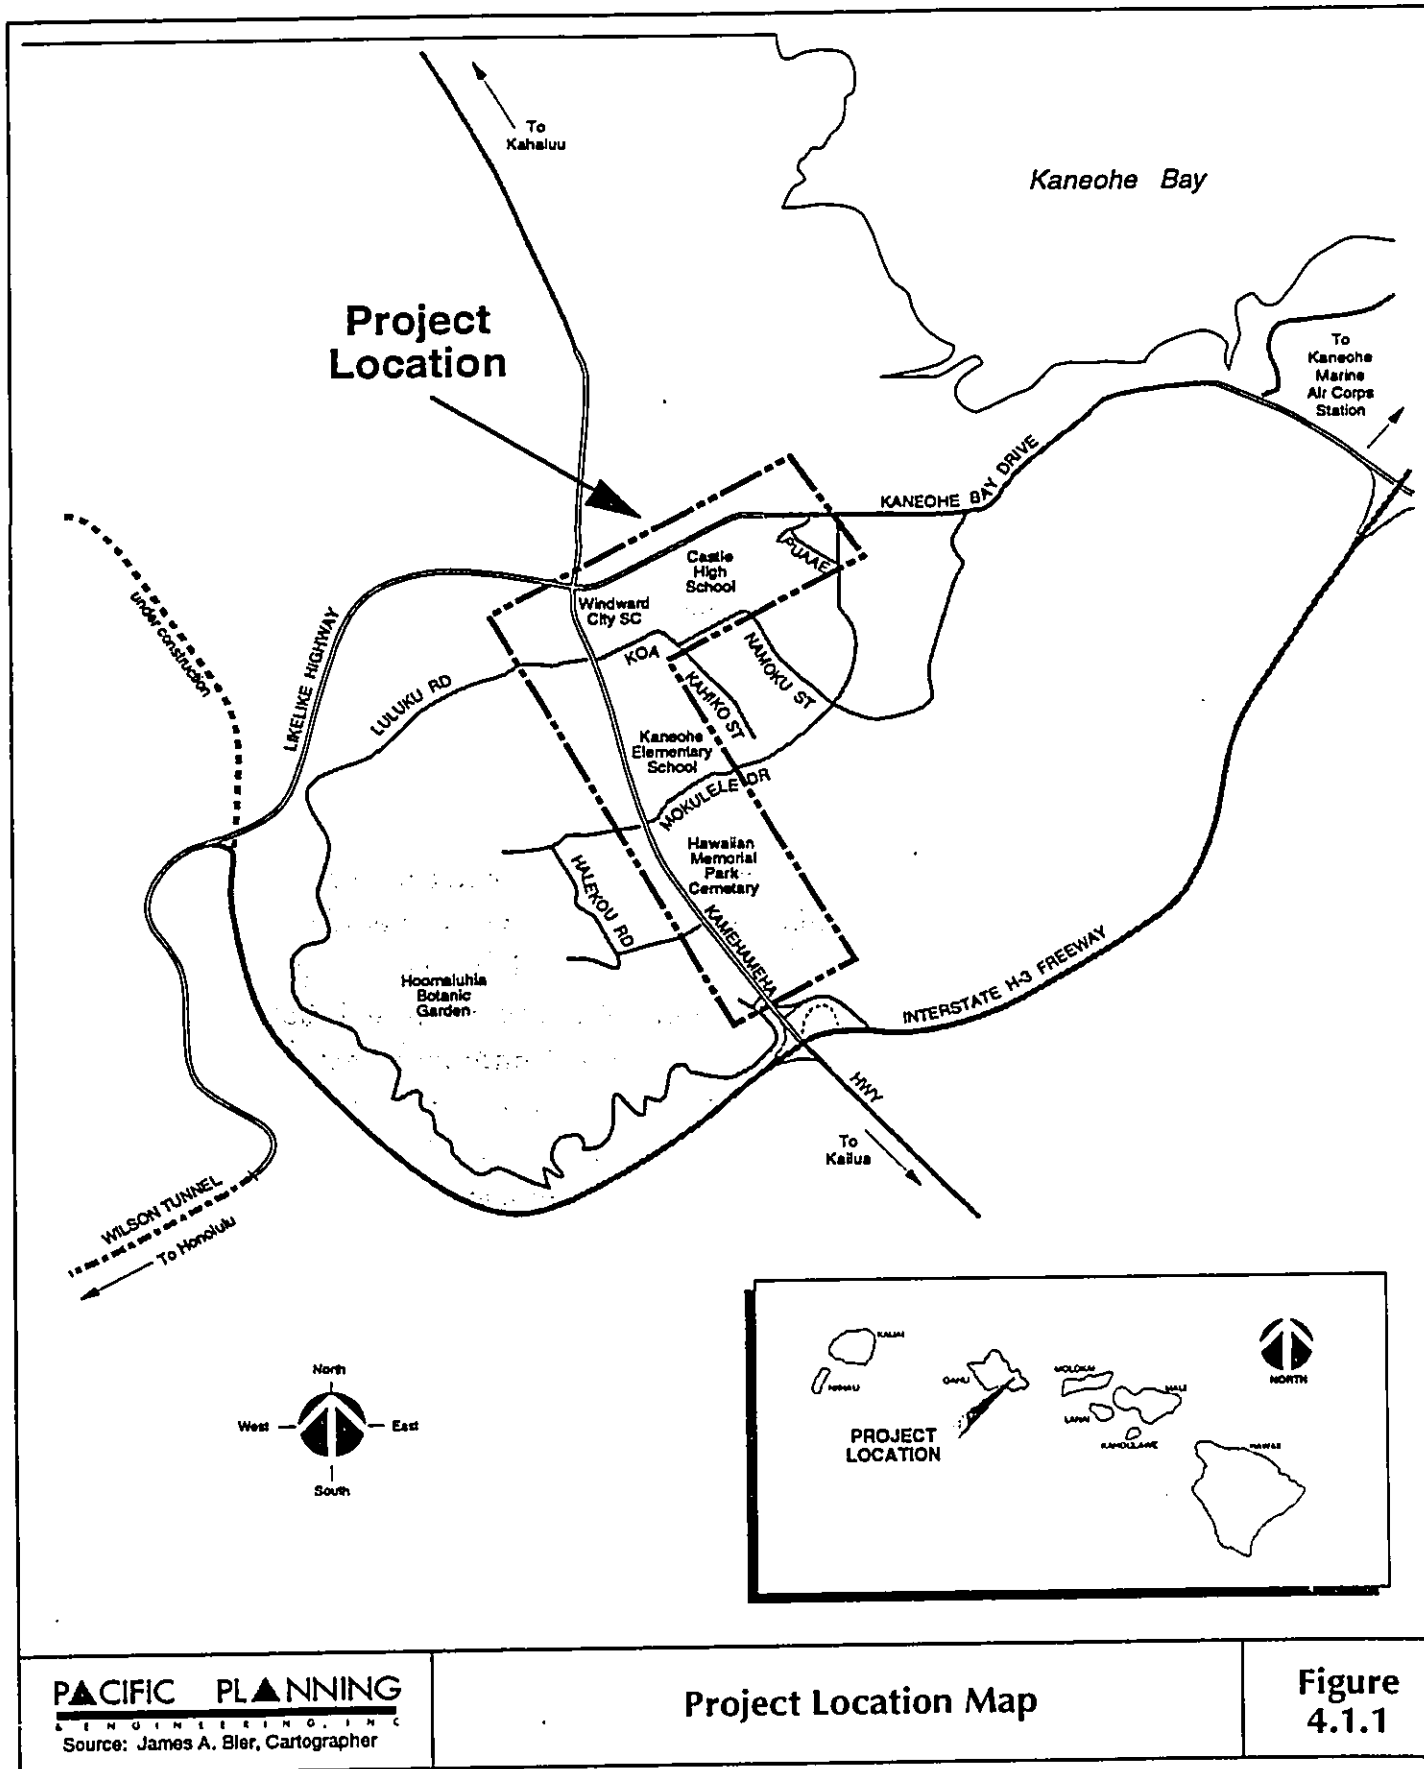 To
Kahaluu
Kaneohe Bay
Project
Location
To
Kaneohe
Marine
Air Corps
Station
KANEOHE BAY DRIVE
PUAAE
Castle
High
School
Windward
City SC
under construction
LIKELIKE HIGHWAY
LULUKU RD
KOA
KAHIKO ST
NAMOKU ST
Kaneohe
Elementary
School
MOKULELE DR
Hawaiian
Memorial
Park
Cemetary
HALEKOU RD
KAMEHAMEHA
HWY
Hoomaluhia
Botanic
Garden
INTERSTATE H-3 FREEWAY
To
Kailua
WILSON TUNNEL
To Honolulu
North
West
East
South
KAUAI
NIIHAU
OAHU
MOLOKAI
LANAI
MAUI
KAHOOLAWE
HAWAII
NORTH
PROJECT
LOCATION
PACIFIC PLANNING
& ENGINEERING, INC
Source: James A. Bier, Cartographer
Project Location Map
Figure
4.1.1